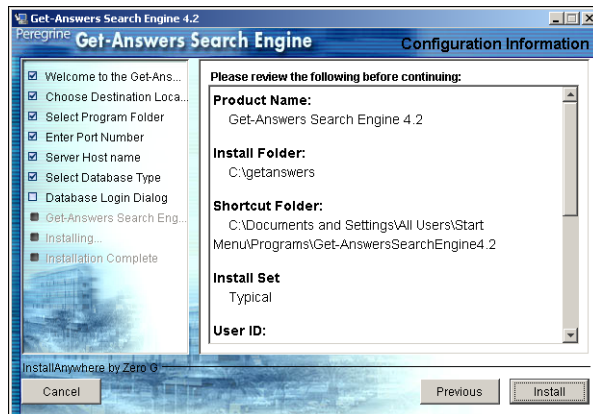 Get-Answers Search Engine 4.2
Peregrine Get-Answers Search Engine
Configuration Information
Welcome to the Get-Ans...
Choose Destination Loca...
Select Program Folder
Enter Port Number
Server Host name
Select Database Type
Database Login Dialog
Get-Answers Search Eng...
Installing...
Installation Complete
Please review the following before continuing:
Product Name:
Get-Answers Search Engine 4.2
Install Folder:
C:\getanswers
Shortcut Folder:
C:\Documents and Settings\All Users\Start
Menu\Programs\Get-AnswersSearchEngine4.2
Install Set
Typical
User ID:
InstallAnywhere by Zero G
Cancel
Previous
Install